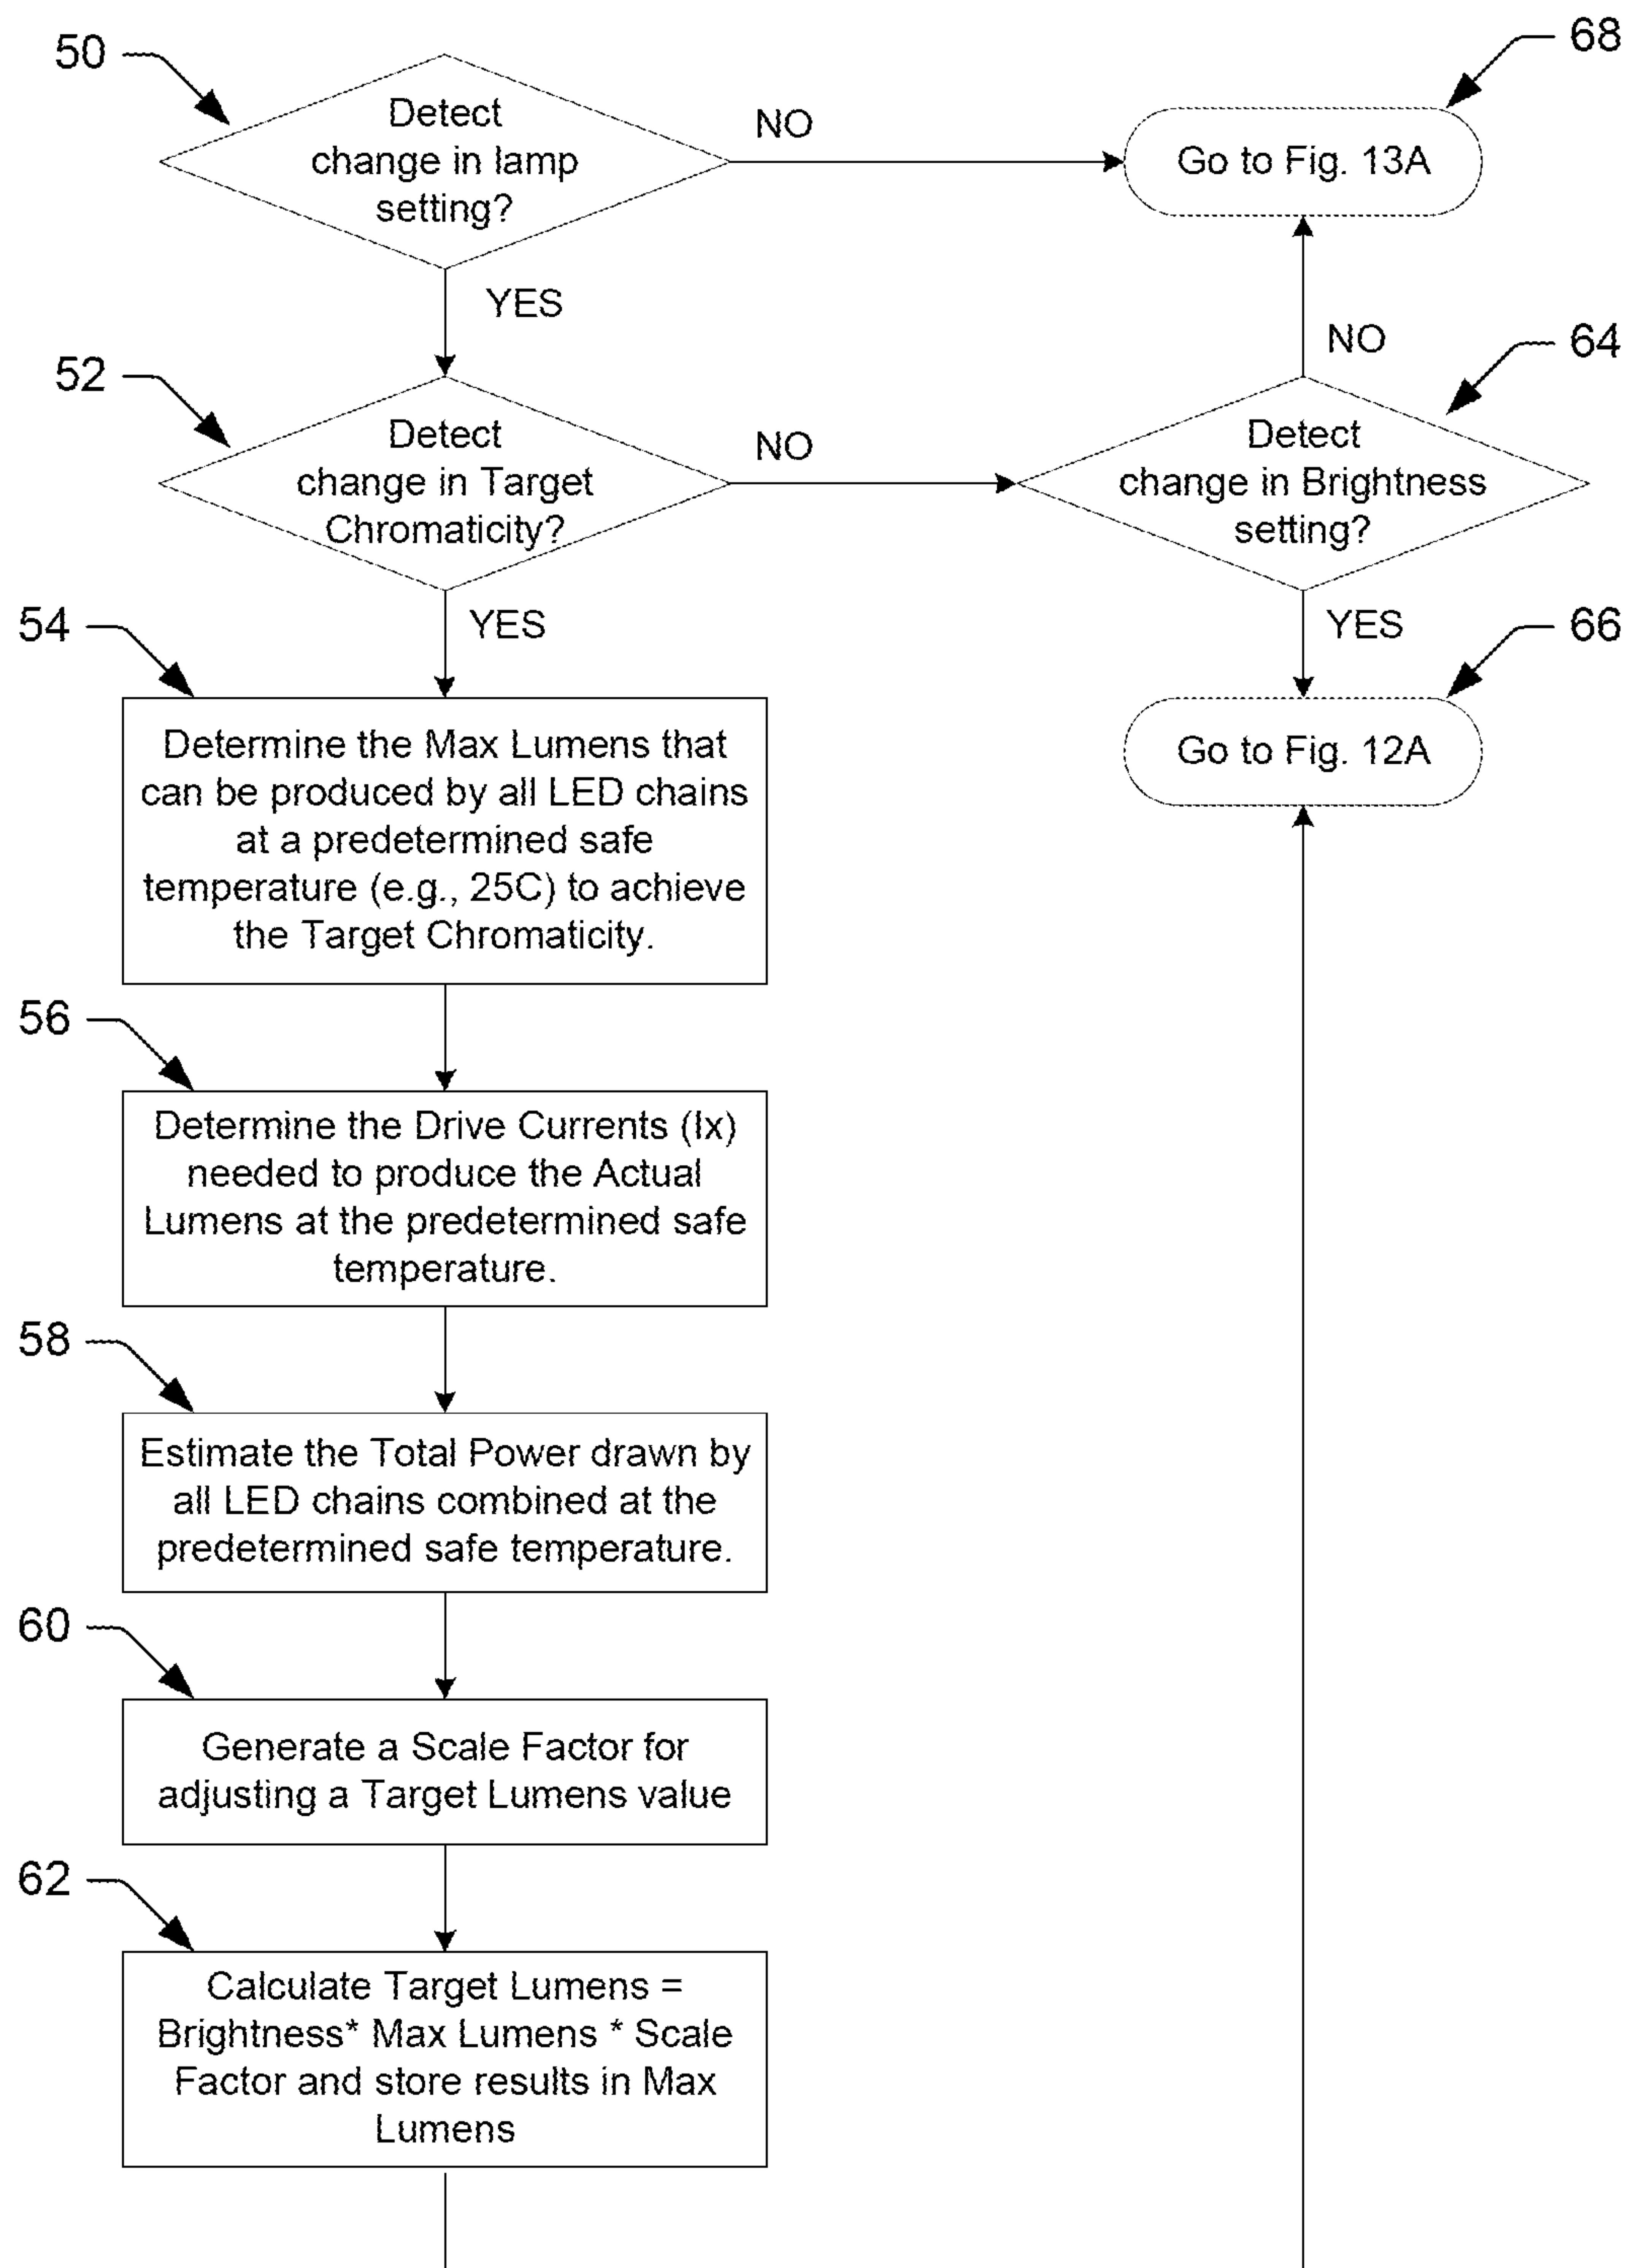 50
Detect
change in lamp
setting?
NO
68
Go to Fig. 13A
YES
52
Detect
change in Target
Chromaticity?
NO
64
Detect
change in Brightness
setting?
NO
YES
54
Determine the Max Lumens that
can be produced by all LED chains
at a predetermined safe
temperature (e.g., 25C) to achieve
the Target Chromaticity.
YES
66
Go to Fig. 12A
56
Determine the Drive Currents (Ix)
needed to produce the Actual
Lumens at the predetermined safe
temperature.
58
Estimate the Total Power drawn by
all LED chains combined at the
predetermined safe temperature.
60
Generate a Scale Factor for
adjusting a Target Lumens value
62
Calculate Target Lumens =
Brightness* Max Lumens * Scale
Factor and store results in Max
Lumens